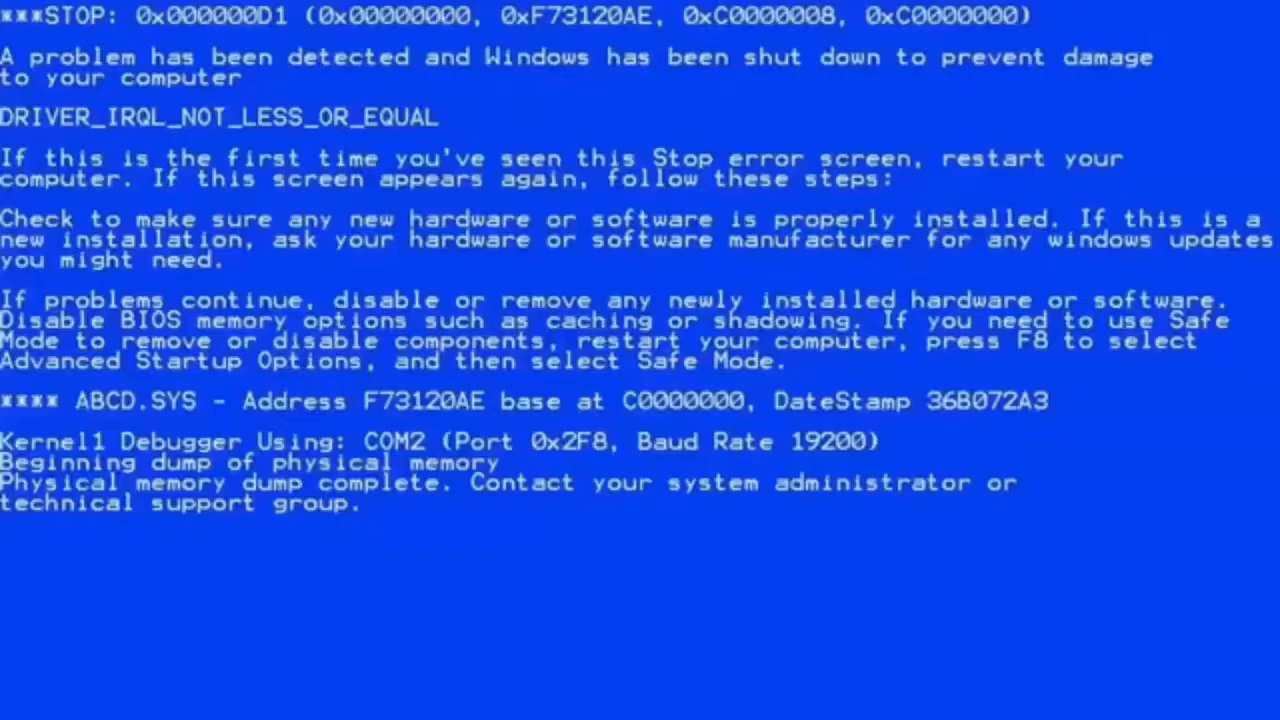 ***STOP: 0x000000D1 (0x00000000, 0xF73120AE, 0xC0000008, 0xC0000000)
A problem has been detected and Windows has been shut down to prevent damage
to your computer
DRIVER_IRQL_NOT_LESS_OR_EQUAL
If this is the first time you've seen this Stop error screen, restart your
computer. If this screen appears again, follow these steps:
Check to make sure any new hardware or software is properly installed. If this is a
new installation, ask your hardware or software manufacturer for any windows updates
you might need.
If problems continue, disable or remove any newly installed hardware or software.
Disable BIOS memory options such as caching or shadowing. If you need to use Safe
Mode to remove or disable components, restart your computer, press F8 to select
Advanced Startup Options, and then select Safe Mode.
**** ABCD.SYS - Address F73120AE base at C0000000, DateStamp 36B072A3
Kernel1 Debugger Using: COM2 (Port 0x2F8, Baud Rate 19200)
Beginning dump of physical memory
Physical memory dump complete. Contact your system administrator or
technical support group.